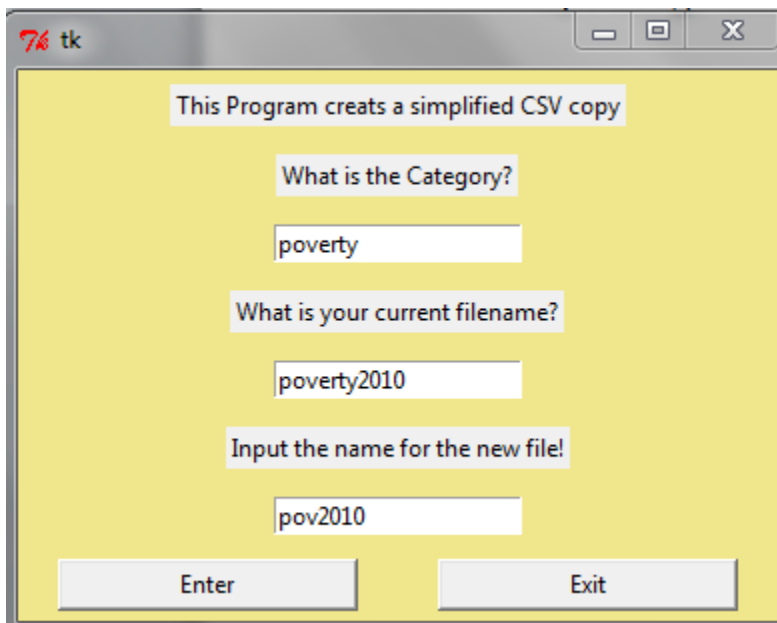 tk
This Program creats a simplified CSV copy
What is the Category?
poverty
What is your current filename?
poverty2010
Input the name for the new file!
pov2010
Enter Exit